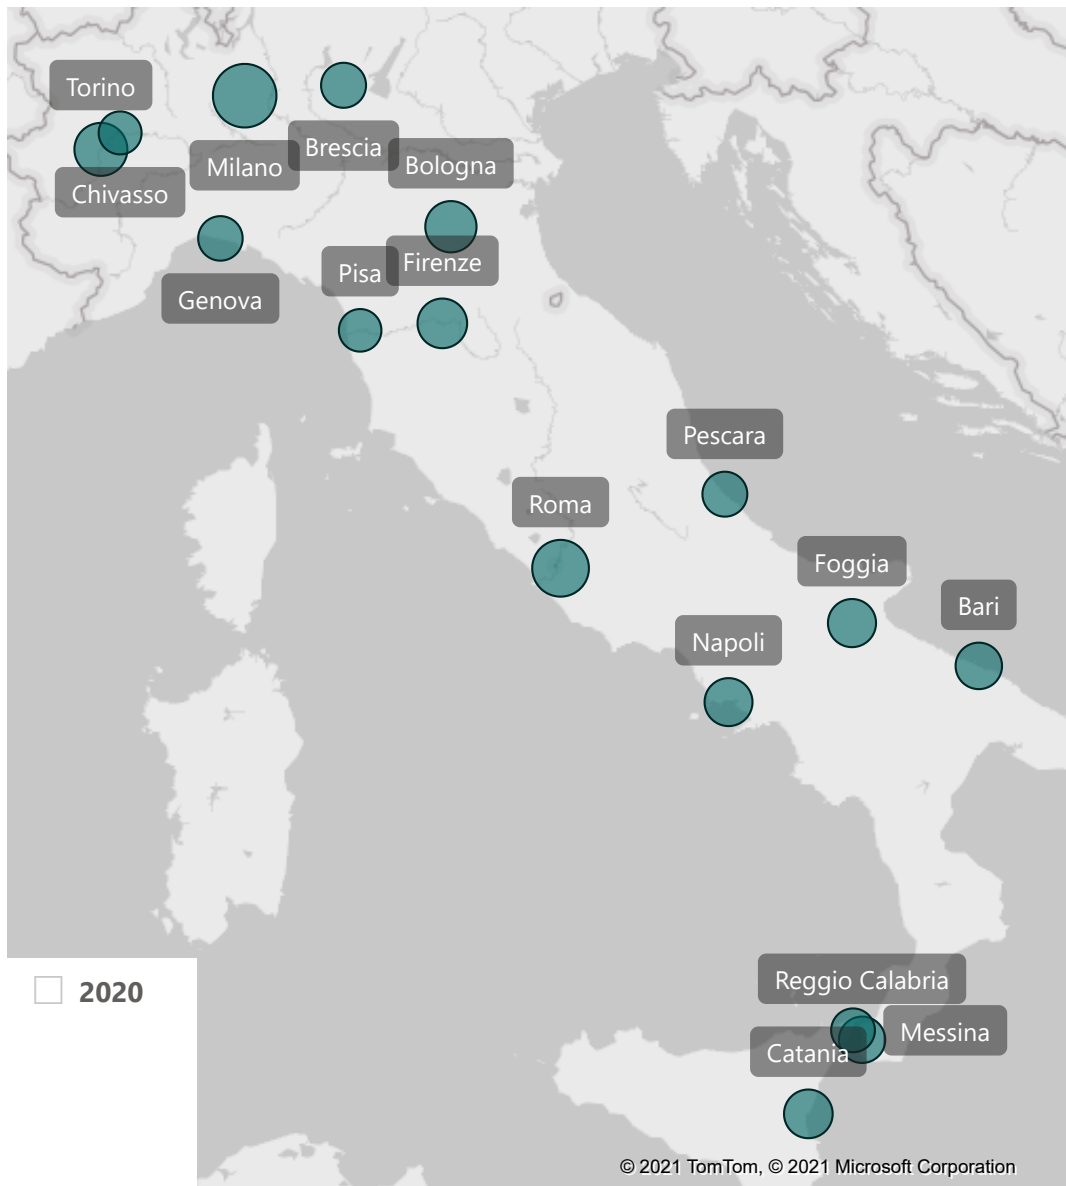 Torino
Brescia
Bologna
Milano
Chivasso
Firenze
Pisa
Genova
Pescara
Roma
Foggia
Bari
Napoli
Reggio Calabria
2020
Messina
Catania
© 2021 TomTom, © 2021 Microsoft Corporation